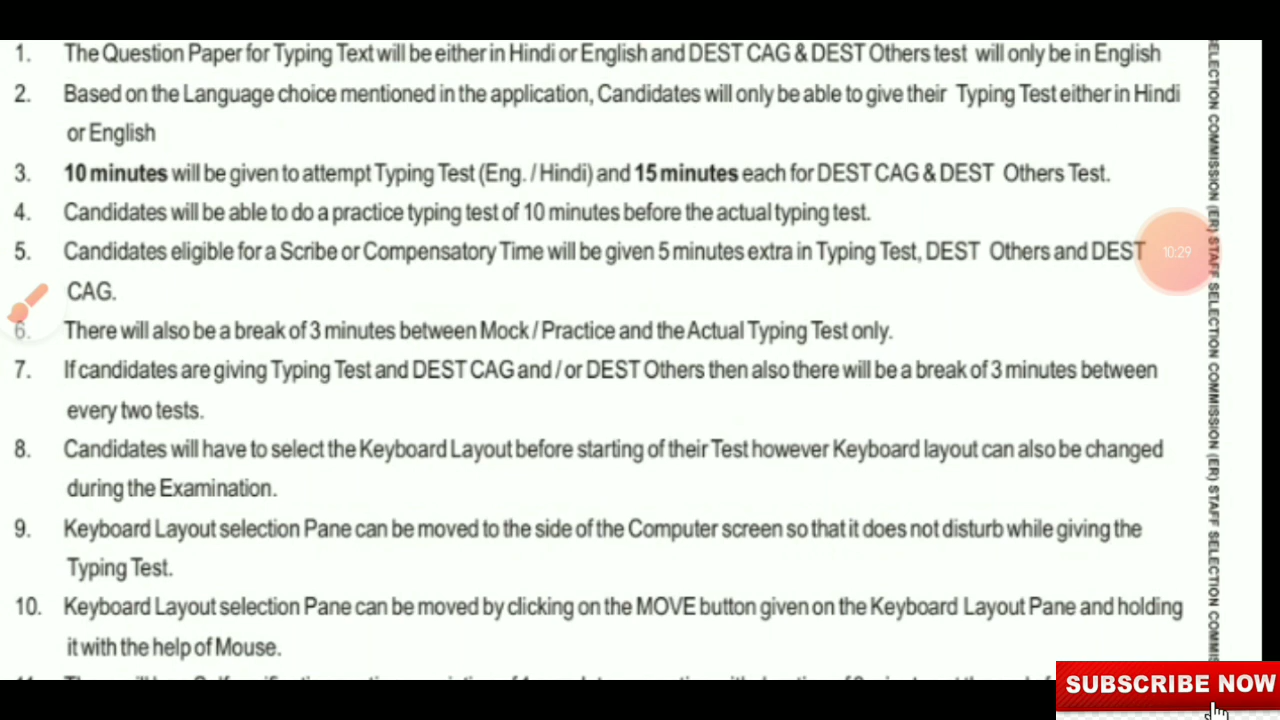 1. The Question Paper for Typing Text will be either in Hindi or English and DEST CAG & DEST Others test will only be in English
2. Based on the Language choice mentioned in the application, Candidates will only be able to give their Typing Test either in Hindi
or English
3. 10 minutes will be given to attempt Typing Test (Eng. / Hindi) and 15 minutes each for DEST CAG & DEST Others Test.
4. Candidates will be able to do a practice typing test of 10 minutes before the actual typing test.
5. Candidates eligible for a Scribe or Compensatory Time will be given 5 minutes extra in Typing Test, DEST Others and DEST
CAG.
6. There will also be a break of 3 minutes between Mock / Practice and the Actual Typing Test only.
7. If candidates are giving Typing Test and DEST CAG and / or DEST Others then also there will be a break of 3 minutes between
every two tests.
8. Candidates will have to select the Keyboard Layout before starting of their Test however Keyboard layout can also be changed
during the Examination.
9. Keyboard Layout selection Pane can be moved to the side of the Computer screen so that it does not disturb while giving the
Typing Test.
10. Keyboard Layout selection Pane can be moved by clicking on the MOVE button given on the Keyboard Layout Pane and holding
it with the help of Mouse.
10:29
SELECTION COMMISSION (ER) STAFF SELECTION COMMISSION (ER) STAFF SELECTION COMMIS
SUBSCRIBE NOW